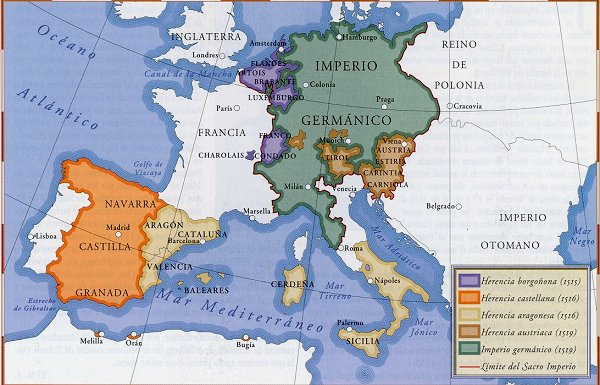 Océano
Atlántico
INGLATERRA
Londres
Canal de la Mancha
Amsterdam
Hamburgo
REINO
DE
POLONIA
IMPERIO
GERMÁNICO
FLANDES
ARTOIS
BRABANTE
LUXEMBURGO
Colonia
Praga
Cracovia
París
FRANCIA
FRANCO
CONDADO
CHAROLAIS
Munich
Viena
AUSTRIA
ESTIRIA
TIROL
CARINTIA
CARNIOLA
Golfo de
Vizcaya
Milán
Venecia
Belgrado
IMPERIO
OTOMANO
Mar
Negro
NAVARRA
Marsella
Mar Adriático
Roma
ARAGÓN
CATALUÑA
Barcelona
Madrid
Lisboa
CASTILLA
VALENCIA
BALEARES
CERDEÑA
Mar
Tirreno
Nápoles
GRANADA
Estrecho
de Gibraltar
Mar Mediterráneo
Mar
Jónico
Palermo
SICILIA
Melilla
Orán
Bugía
Herencia borgoñona (1515)
Herencia castellana (1516)
Herencia aragonesa (1516)
Herencia austriaca (1519)
Imperio germánico (1519)
Límite del Sacro Imperio